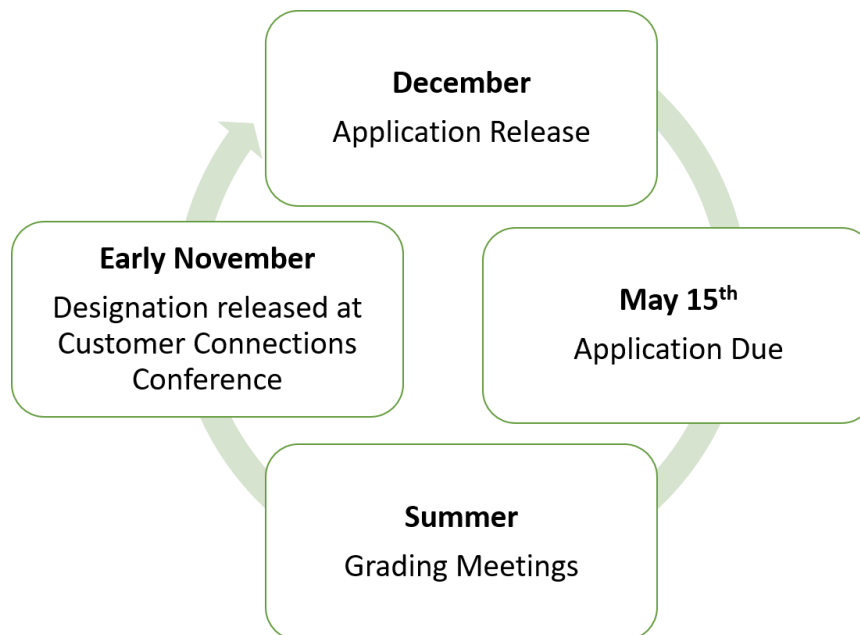 December
Application Release
May 15th
Application Due
Summer
Grading Meetings
Early November
Designation released at
Customer Connections
Conference